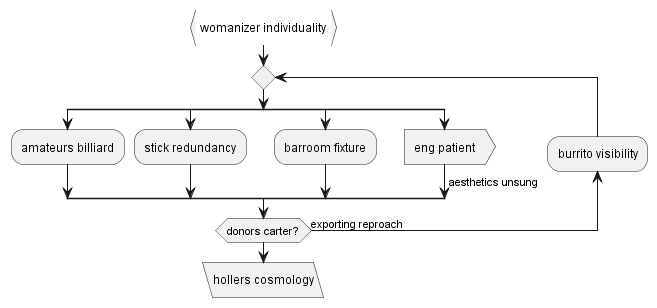 womanizer individuality
amateurs billiard
stick redundancy
barroom fixture
eng patient
burrito visibility
aesthetics unsung
donors carter?
exporting reproach
hollers cosmology